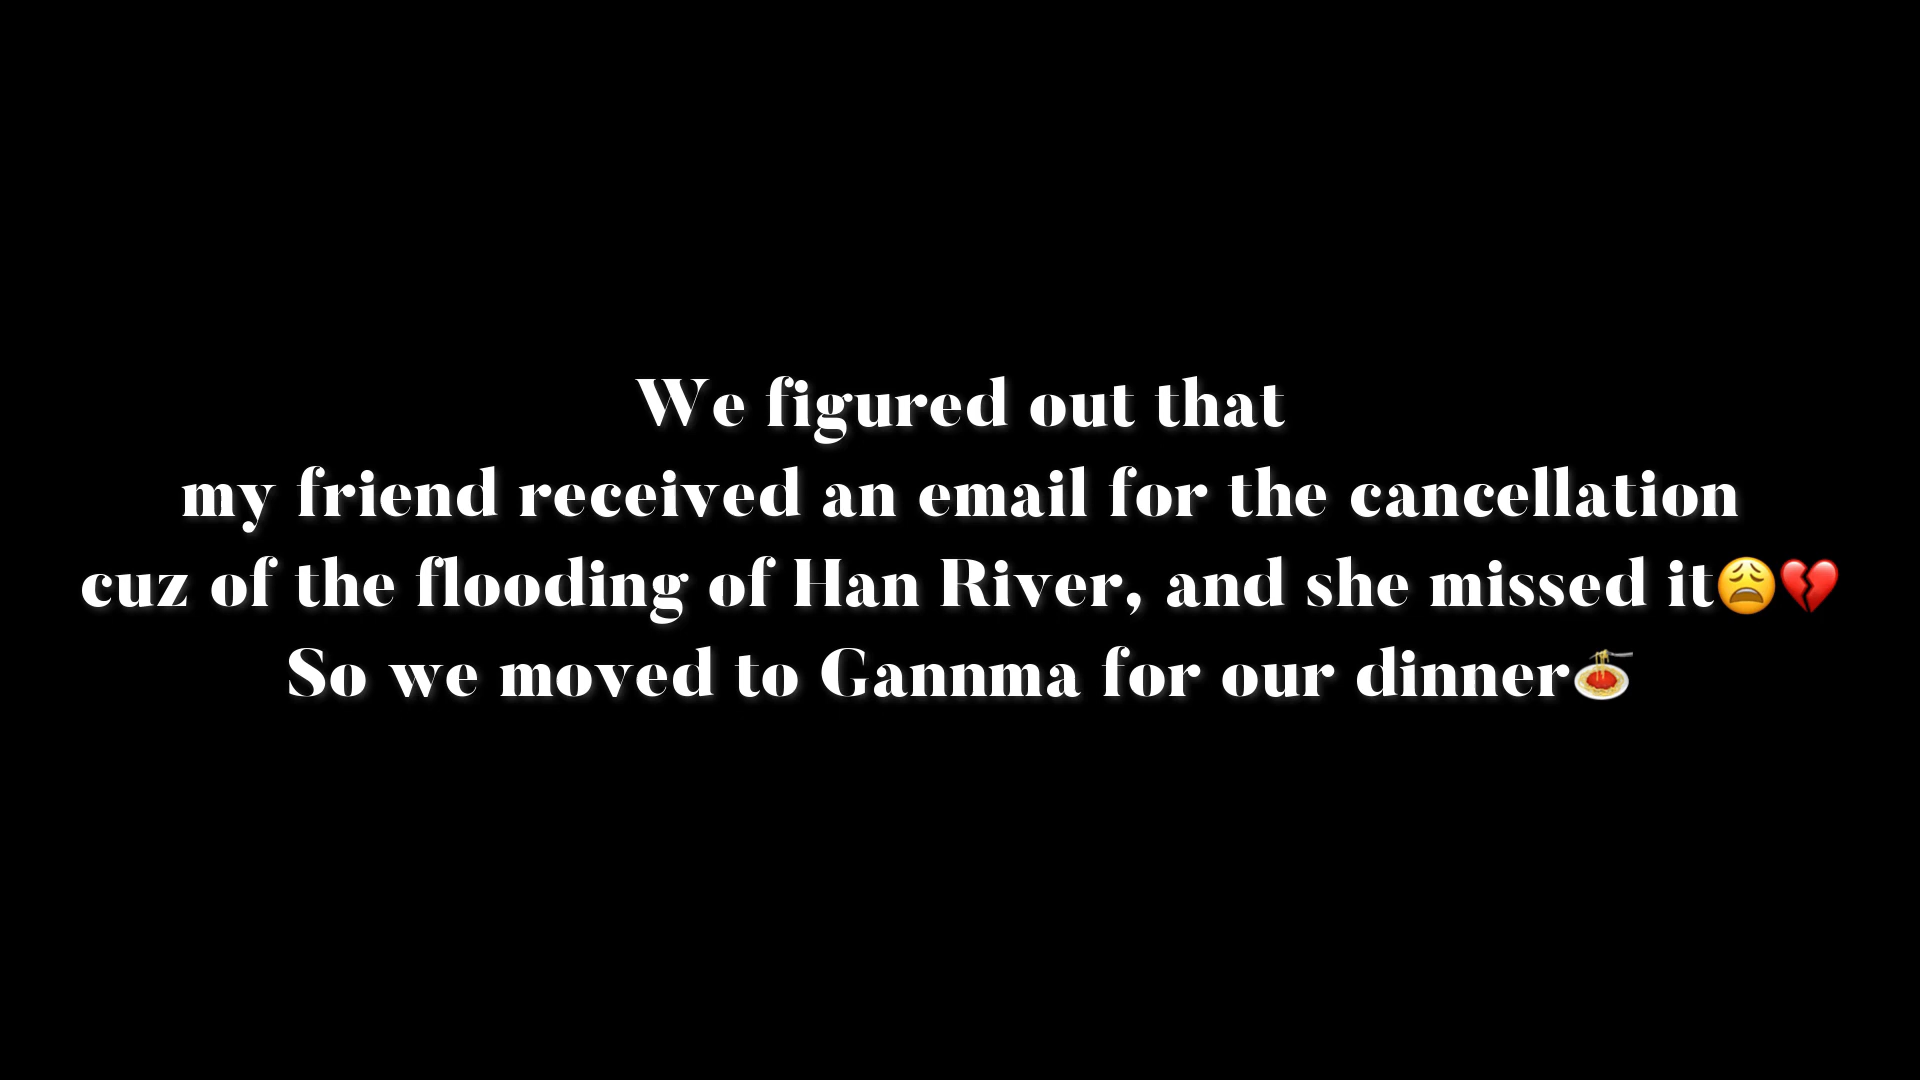 We figured out that
my friend received an email for the cancellation
cuz of the flooding of Han River, and she missed it😩💔
So we moved to Gannma for our dinner🍝